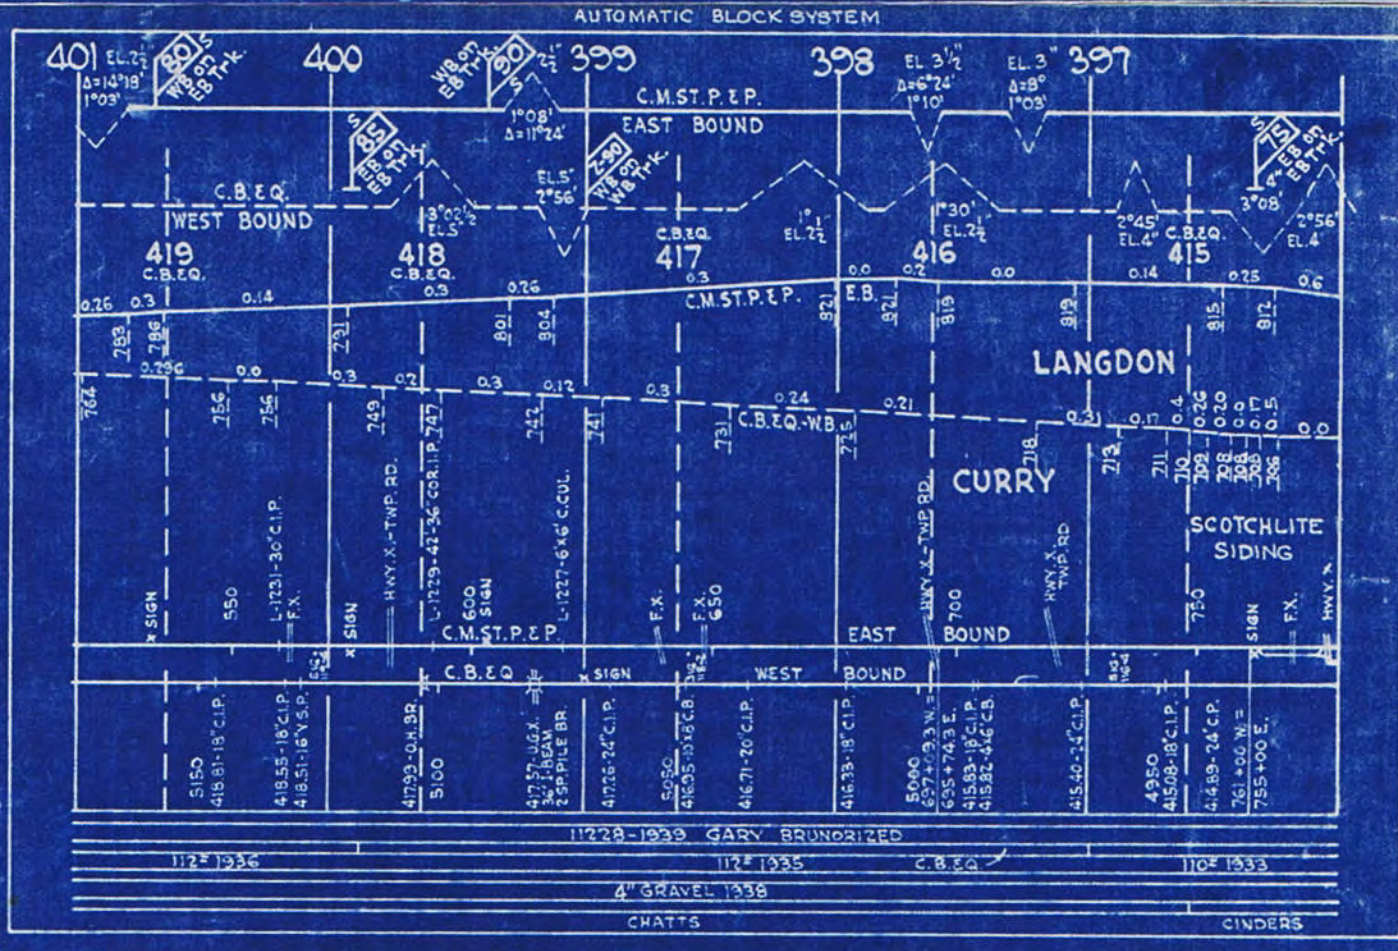 AUTOMATIC BLOCK SYSTEM
401 400 399 398 397
EL.2½
Δ=14°18'
1°03'
80 S
WB on
EB Trk.
WB on
EB Trk.
90
S
2½"
EL. 3½"
Δ=6°24'
1°10'
EL. 3"
Δ=8°
1°03'
C.M.ST.P.& P.
EAST BOUND
1°08'
Δ=11°24'
S
85
EB on
EB Trk.
Z-90
WB on
WB Trk.
S
75
4"
EB on
EB Trk.
3°08'
C.B.& Q.
WEST BOUND
3°02'½
EL.5"
EL.5"
2°56'
1°
EL.2½"
1°30'
EL.2½"
2°45'
EL.4"
2°56'
EL.4"
419 418 417 416 415
C.B.& Q. C.B.& Q. C.B.& Q. C.B.& Q.
0.26 0.3 0.14 0.3 0.26 0.3 0.0 0.2 0.0 0.14 0.25 0.6
C.M.ST.P.& P. E.B.
783 786 791 801 804 821 821 819 819 815 812
LANGDON
0.296 0.0 0.3 0.2 0.3 0.12 0.3 0.24 0.21 0.31 0.17 0.4 0.26 0.20 0.0 0.17 0.5 0.0
C.B.& Q.-W.B.
764 756 756 749 747 742 741 731 725 718 713 711 710 709 708 708 708 706
CURRY
SCOTCHLITE
SIDING
x SIGN
550
L-1231-30"C.I.P.
F.X.
x SIGN
HWY. X.-TWP. RD.
L-1229-42-36" COR.I.P.
600
SIGN
L-1227-6'x6' C.CUL.
F.X.
F.X.
650
HWY.X.-TWP.RD.
700
HWY. X.
TWP. RD
750
x SIGN
F.X.
HWY. X
C.M.ST.P.& P. EAST BOUND
SIG.
C.B.& Q x SIGN
SIG.
116-2
WEST BOUND
SIG.
116-4
5150
418.81-18"C.I.P.
418.55-18"C.I.P.
418.51-16"V.S.P.
417.99-O.H.BR.
5100
417.57-U.G.X.
36' I-BEAM
2 SP.PILE BR.
417.26-24"C.I.P.
5050
416.95-10'x8'C.B.
416.71-20"C.I.P.
416.33-18"C.I.P.
5000
697+09.3 W. =
695+74.3 E.
415.83-18"C.I.P.
415.82-4'x6'C.B.
415.40-24"C.I.P.
4950
415.08-18"C.I.P.
414.89-24"C.P.
761+00 W. =
755+00 E.
11228-1939 GARY BRUNORIZED
112# 1936 112# 1935 C.B.& Q 110# 1933
4" GRAVEL 1938
CHATTS CINDERS